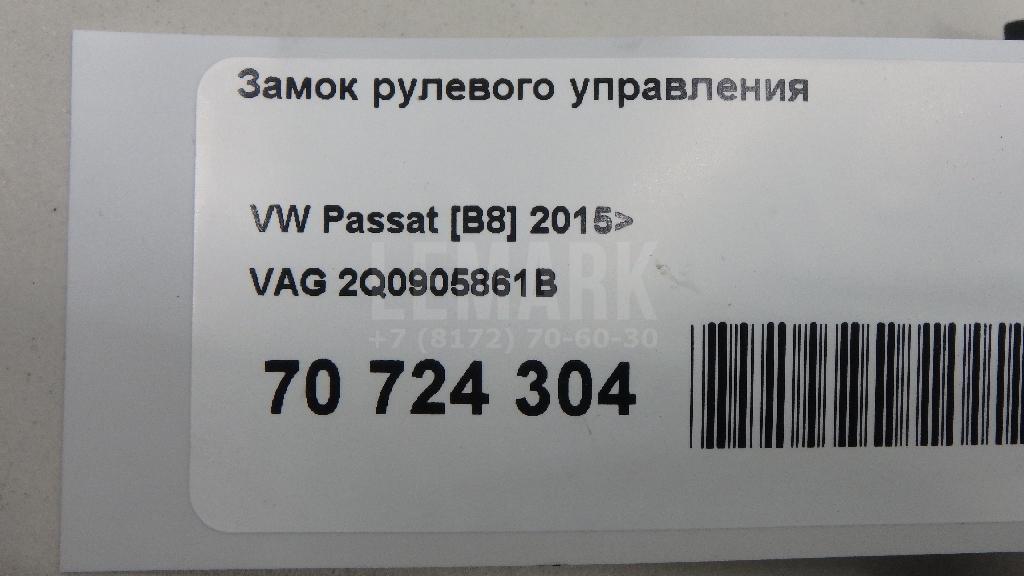 Замок рулевого управления
VW Passat [B8] 2015>
VAG 2Q0905861B
LEMARK
+7 (8172) 70-60-30
70 724 304